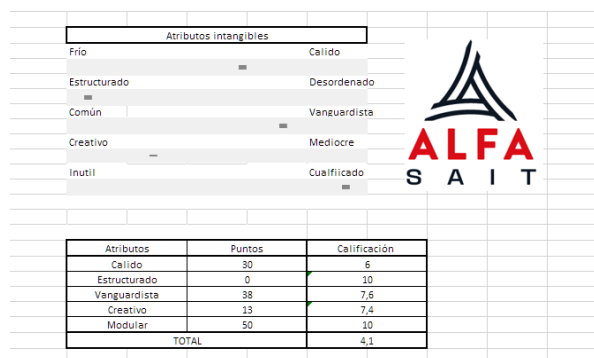 Atributos intangibles
Frío Calido
Estructurado Desordenado
Común Vanguardista
Creativo Mediocre
Inutil Cualfiicado
ALFA
SAIT
Atributos Puntos Calificación
Calido 30 6
Estructurado 0 10
Vanguardista 38 7,6
Creativo 13 7,4
Modular 50 10
TOTAL 4,1